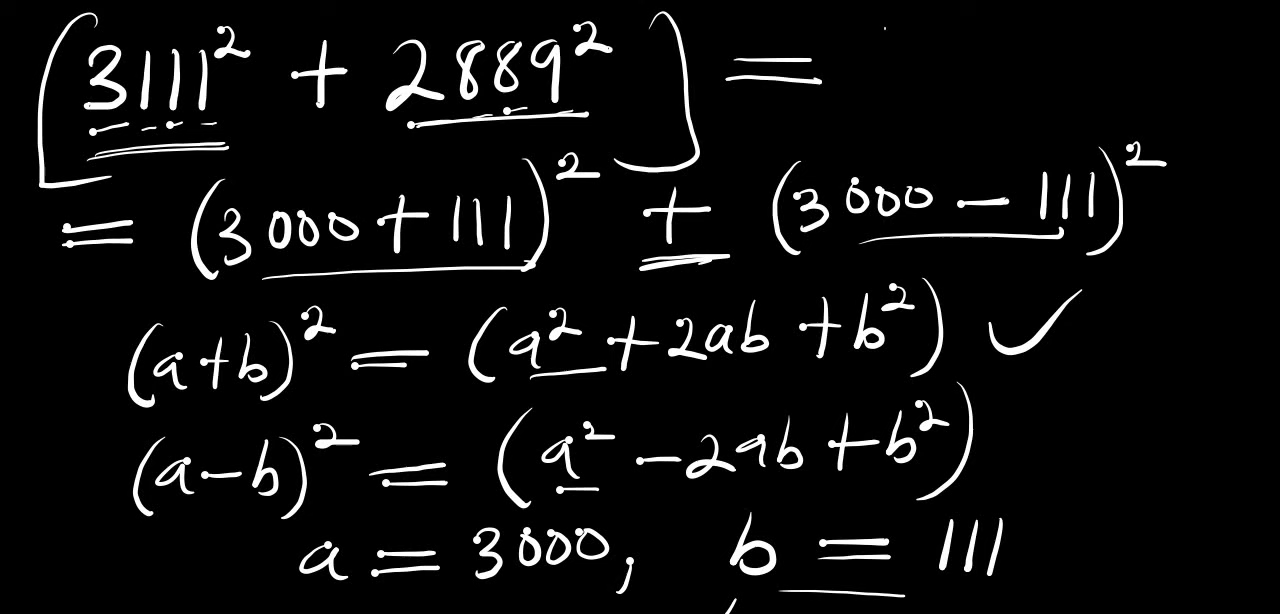 [3111² + 2889²] =
= (3000 + 111)² + (3000 − 111)²
(a+b)² = (a² + 2ab + b²) ✓
(a−b)² = (a² − 2ab + b²)
a = 3000, b = 111